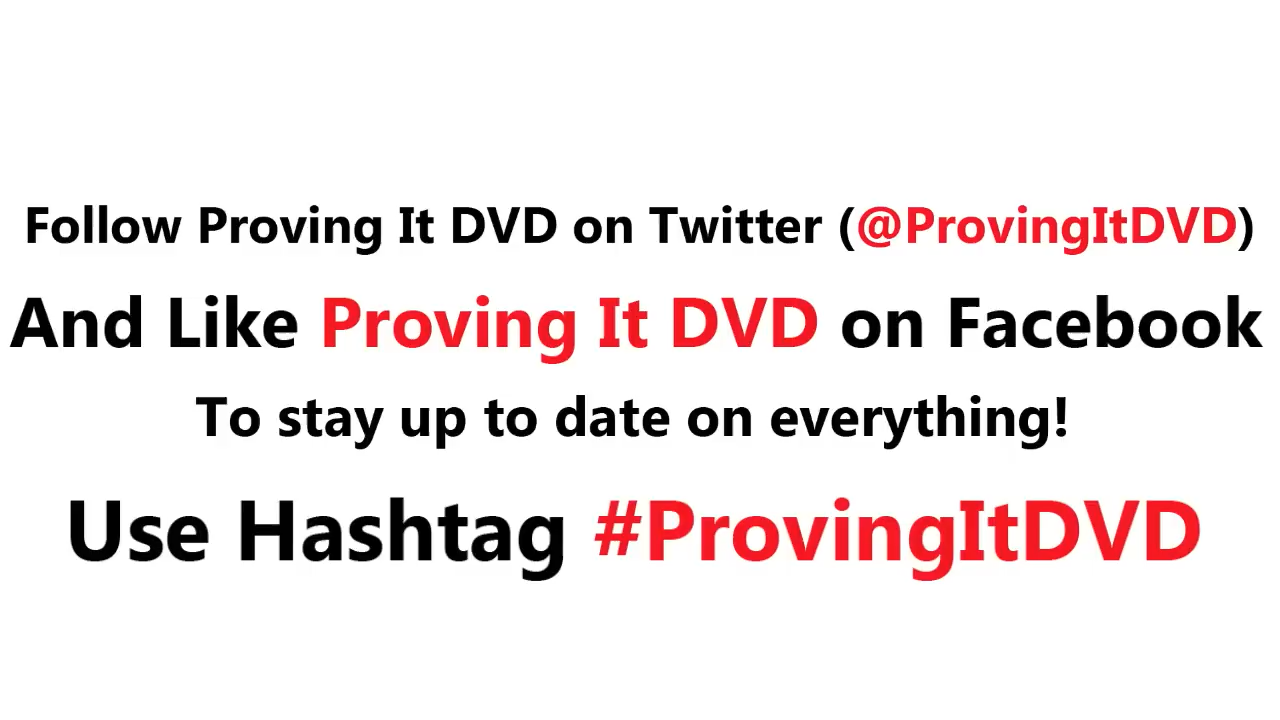 Follow Proving It DVD on Twitter (@ProvingItDVD)
And Like Proving It DVD on Facebook
To stay up to date on everything!
Use Hashtag #ProvingItDVD